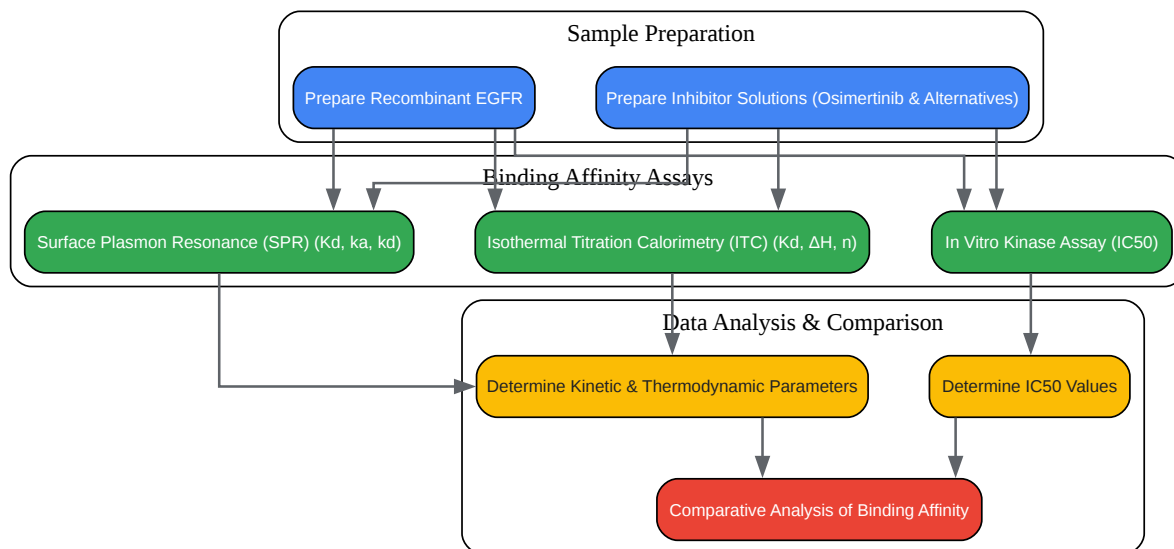 Sample Preparation
Prepare Recombinant EGFR
Prepare Inhibitor Solutions (Osimertinib & Alternatives)
Binding Affinity Assays
Surface Plasmon Resonance (SPR) (Kd, ka, kd)
Isothermal Titration Calorimetry (ITC) (Kd, ΔH, n)
In Vitro Kinase Assay (IC50)
Data Analysis & Comparison
Determine Kinetic & Thermodynamic Parameters
Determine IC50 Values
Comparative Analysis of Binding Affinity